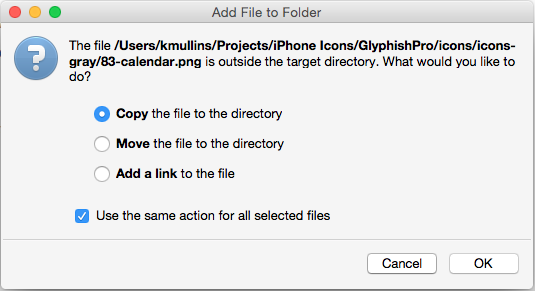 Add File to Folder
The file /Users/kmullins/Projects/iPhone Icons/GlyphishPro/icons/icons-
gray/83-calendar.png is outside the target directory. What would you like to
do?
Copy the file to the directory
Move the file to the directory
Add a link to the file
Use the same action for all selected files
Cancel
OK